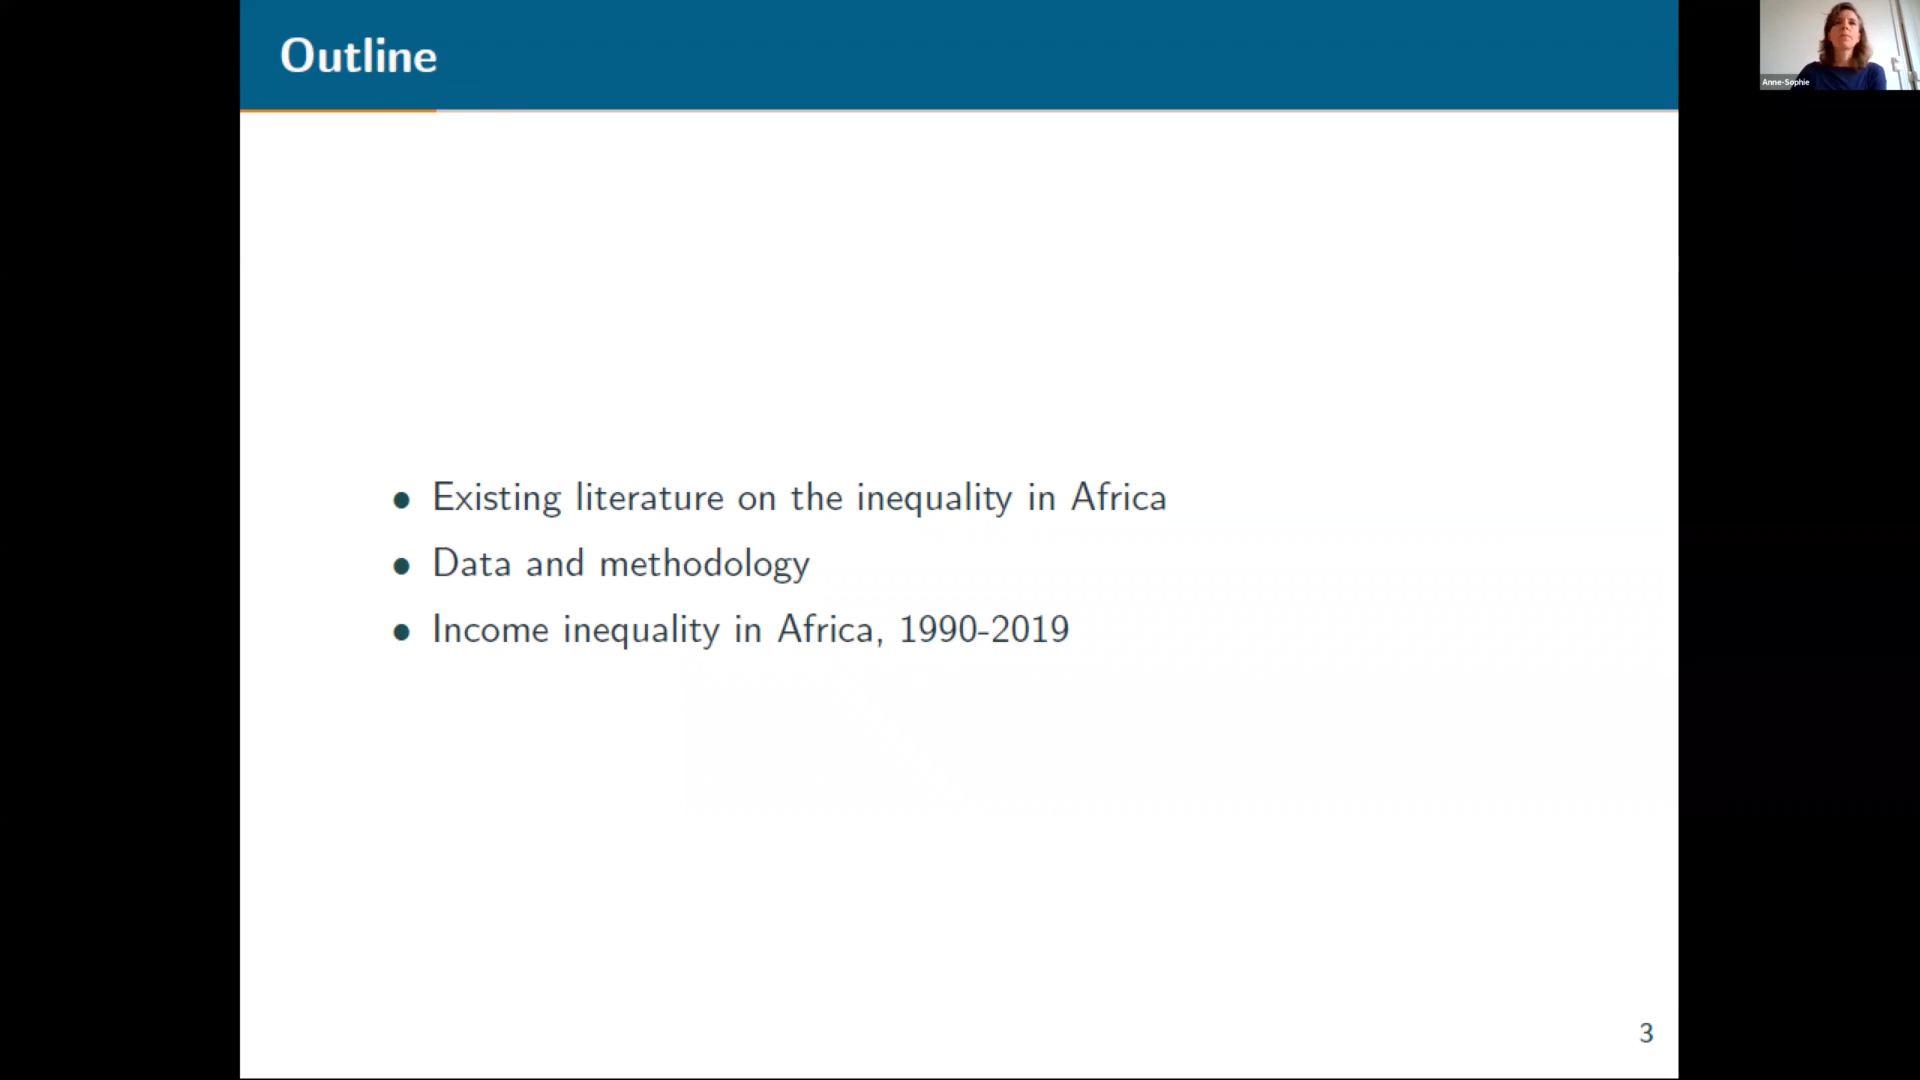 Outline
Anne-Sophie
• Existing literature on the inequality in Africa
• Data and methodology
• Income inequality in Africa, 1990-2019
3